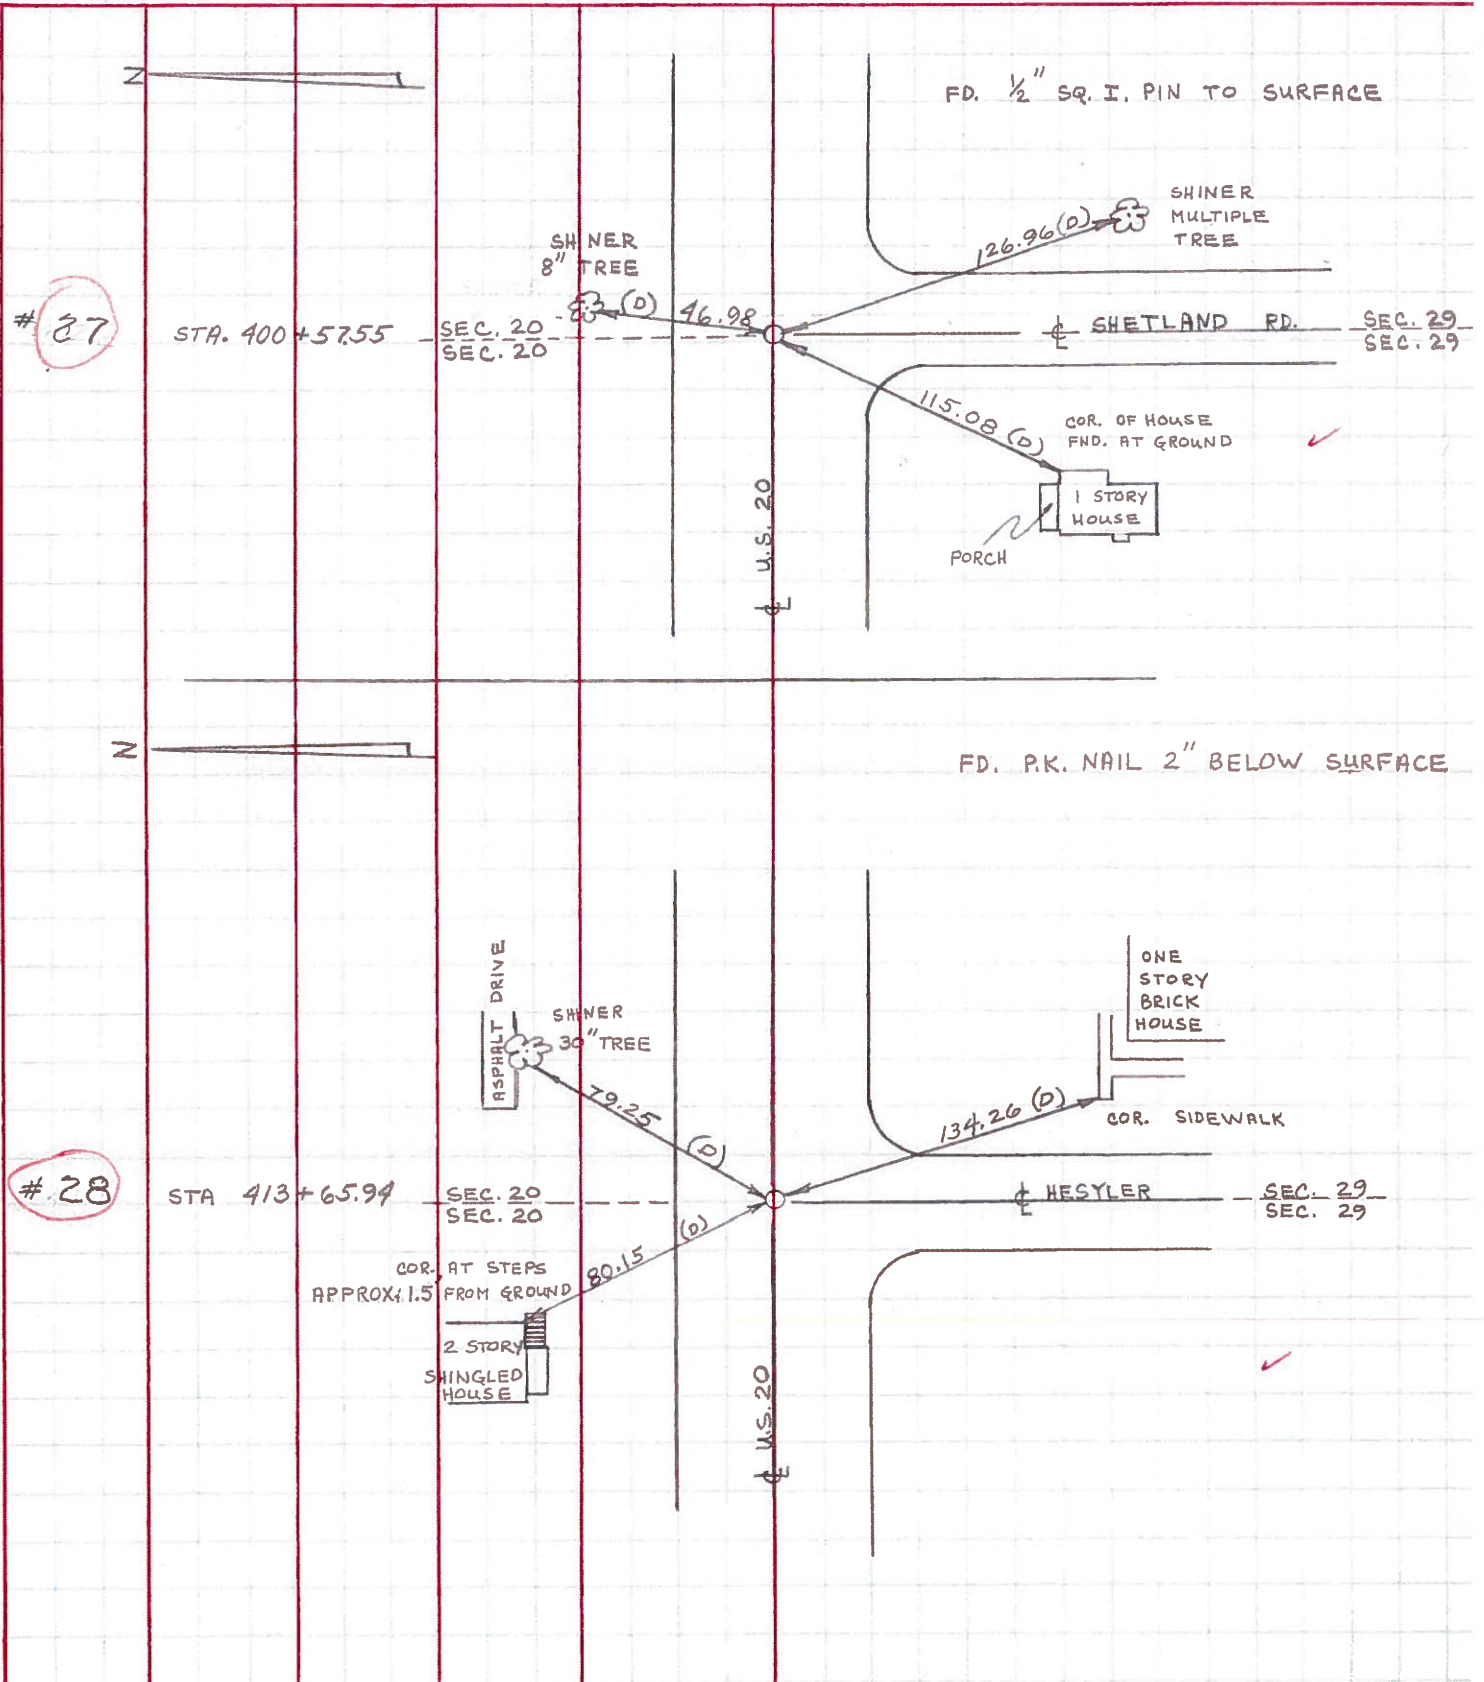 N
FD. 1/2" SQ. I. PIN TO SURFACE
SHINER
MULTIPLE
TREE
126.96 (D)
SHINER
8" TREE
(D) 46.98
# 27
STA. 400+57.55
SEC. 20
SEC. 20
℄ SHETLAND RD.
SEC. 29
SEC. 29
115.08 (D)
COR. OF HOUSE
FND. AT GROUND
1 STORY
HOUSE
PORCH
℄ U.S. 20
N
FD. P.K. NAIL 2" BELOW SURFACE
ASPHALT DRIVE
SHINER
30" TREE
79.25 (D)
ONE
STORY
BRICK
HOUSE
134.26 (D)
COR. SIDEWALK
# 28
STA 413+65.94
SEC. 20
SEC. 20
℄ HESYLER
SEC. 29
SEC. 29
80.15 (D)
COR. AT STEPS
APPROX. 1.5 FROM GROUND
2 STORY
SHINGLED
HOUSE
℄ U.S. 20